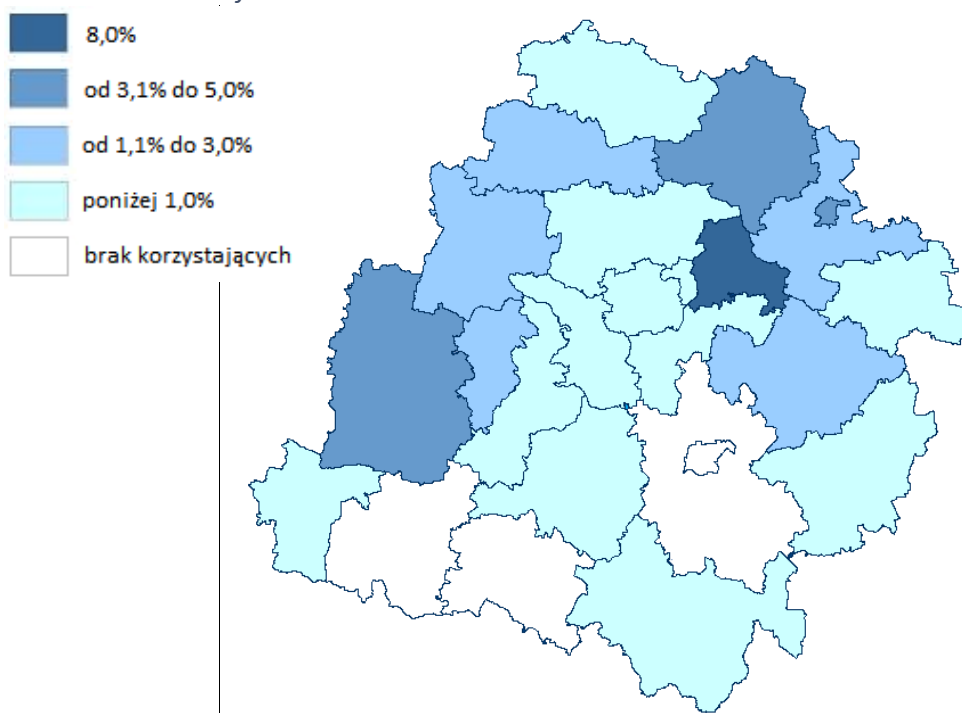 8,0%
od 3,1% do 5,0%
od 1,1% do 3,0%
poniżej 1,0%
brak korzystających